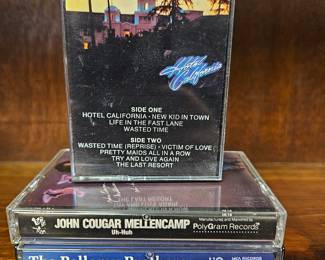 Hotel
California
SIDE ONE
HOTEL CALIFORNIA • NEW KID IN TOWN
LIFE IN THE FAST LANE
WASTED TIME
SIDE TWO
WASTED TIME (REPRISE) • VICTIM OF LOVE
PRETTY MAIDS ALL IN A ROW
TRY AND LOVE AGAIN
THE LAST RESORT
JOHN COUGAR MELLENCAMP
Uh-Huh
Manufactured and Marketed by
PolyGram Records
MCA RECORDS